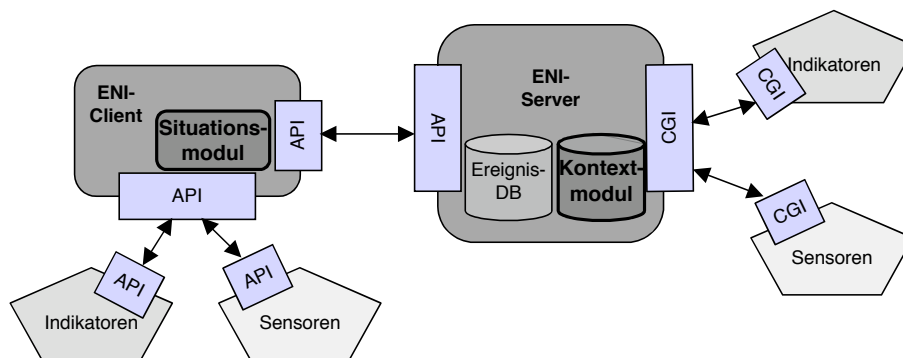 ENI-
Client
Situations-
modul
API
API
API
Indikatoren
API
Sensoren
API
ENI-
Server
Ereignis-
DB
Kontext-
modul
CGI
CGI
Indikatoren
CGI
Sensoren